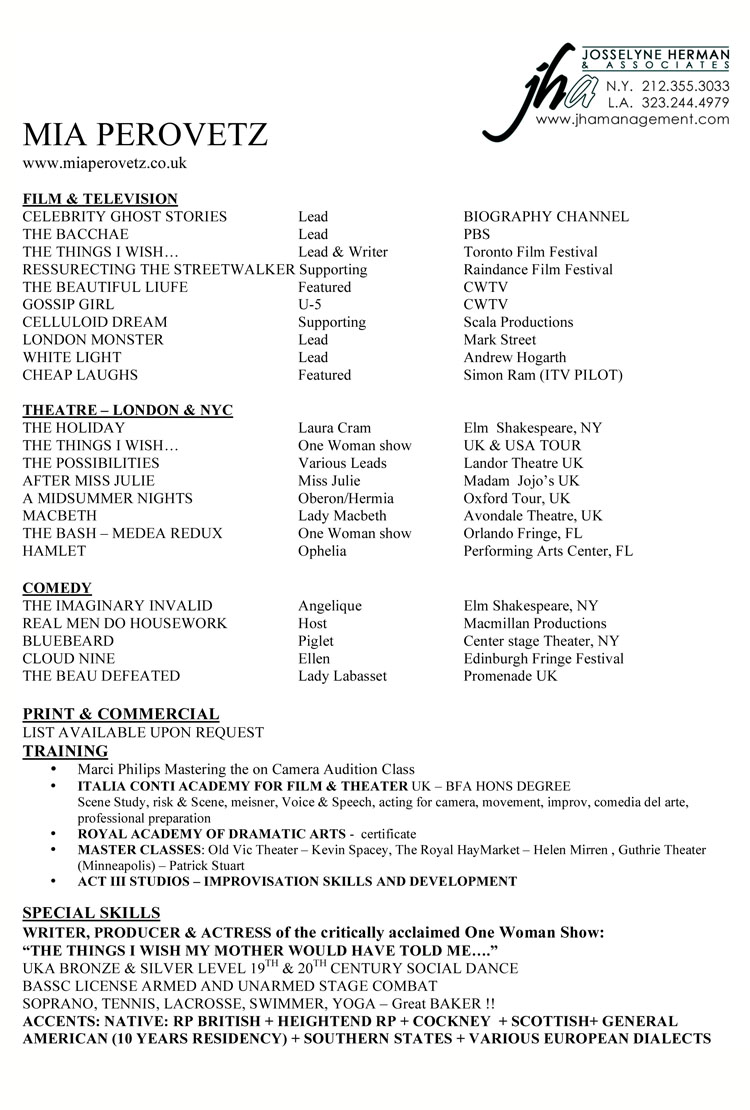 JOSSELYNE HERMAN
& ASSOCIATES
jha
N.Y. 212.355.3033
L.A. 323.244.4979
www.jhamanagement.com
MIA PEROVETZ
www.miaperovetz.co.uk
FILM & TELEVISION
CELEBRITY GHOST STORIES Lead BIOGRAPHY CHANNEL
THE BACCHAE Lead PBS
THE THINGS I WISH… Lead & Writer Toronto Film Festival
RESSURECTING THE STREETWALKER Supporting Raindance Film Festival
THE BEAUTIFUL LIUFE Featured CWTV
GOSSIP GIRL U-5 CWTV
CELLULOID DREAM Supporting Scala Productions
LONDON MONSTER Lead Mark Street
WHITE LIGHT Lead Andrew Hogarth
CHEAP LAUGHS Featured Simon Ram (ITV PILOT)
THEATRE – LONDON & NYC
THE HOLIDAY Laura Cram Elm Shakespeare, NY
THE THINGS I WISH… One Woman show UK & USA TOUR
THE POSSIBILITIES Various Leads Landor Theatre UK
AFTER MISS JULIE Miss Julie Madam Jojo's UK
A MIDSUMMER NIGHTS Oberon/Hermia Oxford Tour, UK
MACBETH Lady Macbeth Avondale Theatre, UK
THE BASH – MEDEA REDUX One Woman show Orlando Fringe, FL
HAMLET Ophelia Performing Arts Center, FL
COMEDY
THE IMAGINARY INVALID Angelique Elm Shakespeare, NY
REAL MEN DO HOUSEWORK Host Macmillan Productions
BLUEBEARD Piglet Center stage Theater, NY
CLOUD NINE Ellen Edinburgh Fringe Festival
THE BEAU DEFEATED Lady Labasset Promenade UK
PRINT & COMMERCIAL
LIST AVAILABLE UPON REQUEST
TRAINING
• Marci Philips Mastering the on Camera Audition Class
• ITALIA CONTI ACADEMY FOR FILM & THEATER UK – BFA HONS DEGREE
Scene Study, risk & Scene, meisner, Voice & Speech, acting for camera, movement, improv, comedia del arte,
professional preparation
• ROYAL ACADEMY OF DRAMATIC ARTS - certificate
• MASTER CLASSES: Old Vic Theater – Kevin Spacey, The Royal HayMarket – Helen Mirren , Guthrie Theater
(Minneapolis) – Patrick Stuart
• ACT III STUDIOS – IMPROVISATION SKILLS AND DEVELOPMENT
SPECIAL SKILLS
WRITER, PRODUCER & ACTRESS of the critically acclaimed One Woman Show:
“THE THINGS I WISH MY MOTHER WOULD HAVE TOLD ME….”
UKA BRONZE & SILVER LEVEL 19TH & 20TH CENTURY SOCIAL DANCE
BASSC LICENSE ARMED AND UNARMED STAGE COMBAT
SOPRANO, TENNIS, LACROSSE, SWIMMER, YOGA – Great BAKER !!
ACCENTS: NATIVE: RP BRITISH + HEIGHTEND RP + COCKNEY + SCOTTISH+ GENERAL
AMERICAN (10 YEARS RESIDENCY) + SOUTHERN STATES + VARIOUS EUROPEAN DIALECTS